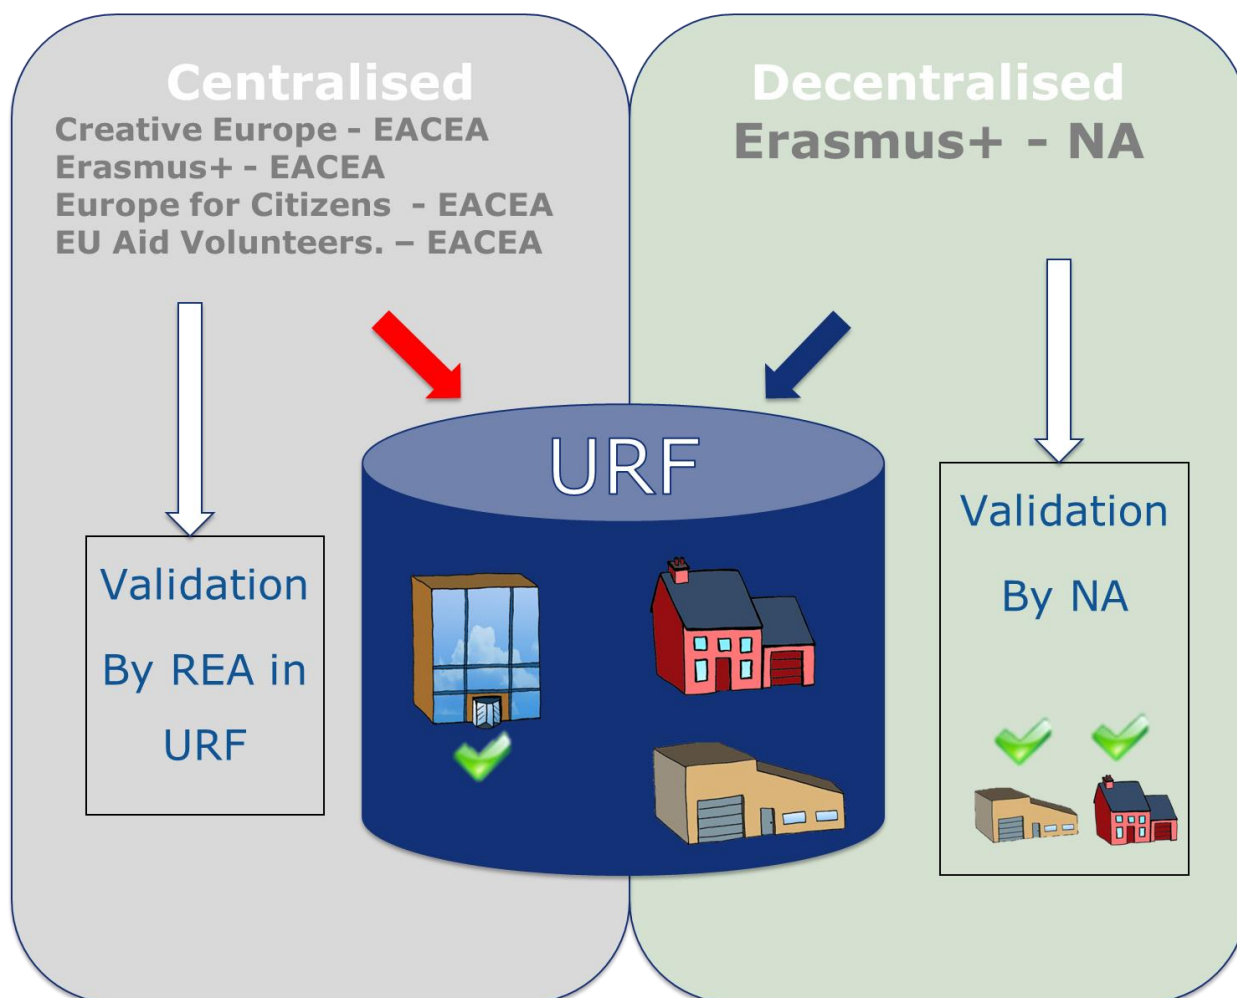 Centralised
Creative Europe - EACEA
Erasmus+ - EACEA
Europe for Citizens - EACEA
EU Aid Volunteers. – EACEA
Decentralised
Erasmus+ - NA
URF
Validation
By REA in
URF
Validation
By NA